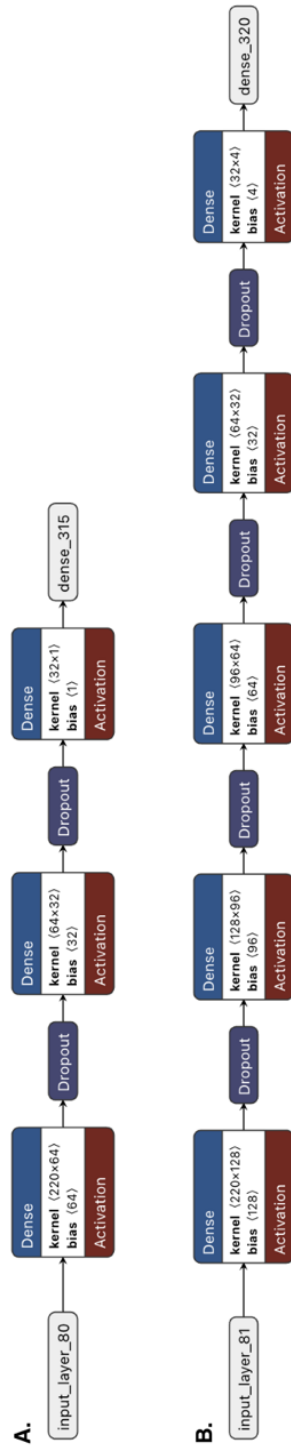 A.
input_layer_80
Dense
kernel ⟨220×64⟩
bias ⟨64⟩
Activation
Dropout
Dense
kernel ⟨64×32⟩
bias ⟨32⟩
Activation
Dropout
Dense
kernel ⟨32×1⟩
bias ⟨1⟩
Activation
dense_315
B.
input_layer_81
Dense
kernel ⟨220×128⟩
bias ⟨128⟩
Activation
Dropout
Dense
kernel ⟨128×96⟩
bias ⟨96⟩
Activation
Dropout
Dense
kernel ⟨96×64⟩
bias ⟨64⟩
Activation
Dropout
Dense
kernel ⟨64×32⟩
bias ⟨32⟩
Activation
Dropout
Dense
kernel ⟨32×4⟩
bias ⟨4⟩
Activation
dense_320